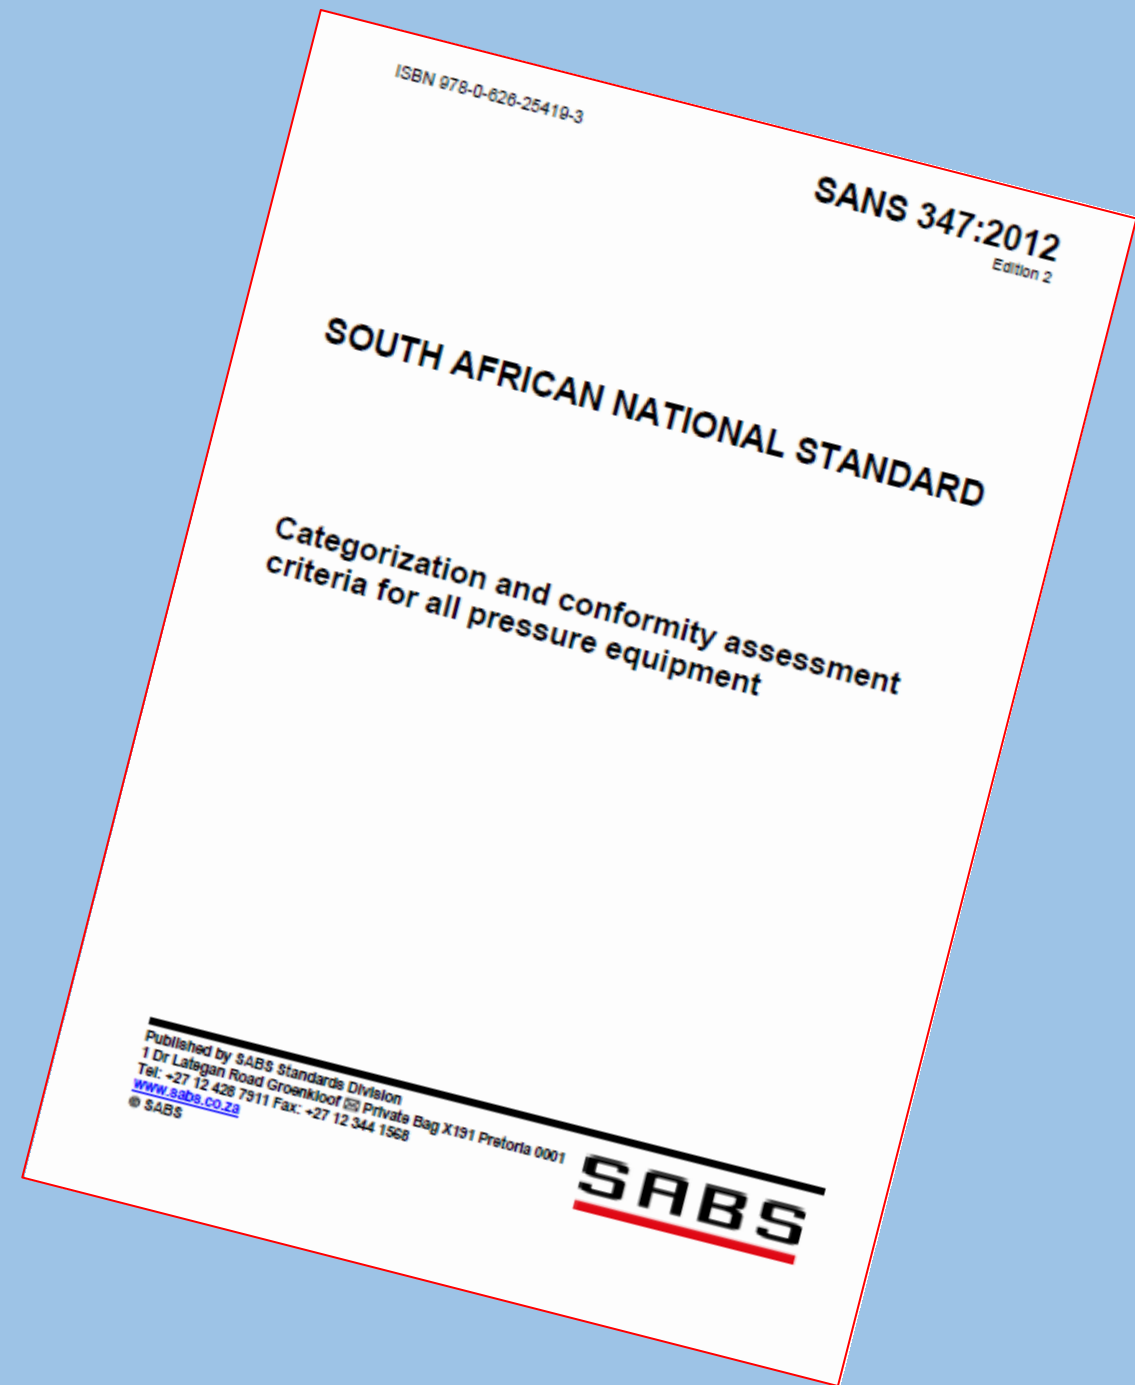 ISBN 978-0-626-25419-3
SANS 347:2012
Edition 2
SOUTH AFRICAN NATIONAL STANDARD
Categorization and conformity assessment
criteria for all pressure equipment
Published by SABS Standards Division
1 Dr Lategan Road Groenkloof ✉ Private Bag X191 Pretoria 0001
Tel: +27 12 428 7911 Fax: +27 12 344 1568
www.sabs.co.za
© SABS
SABS